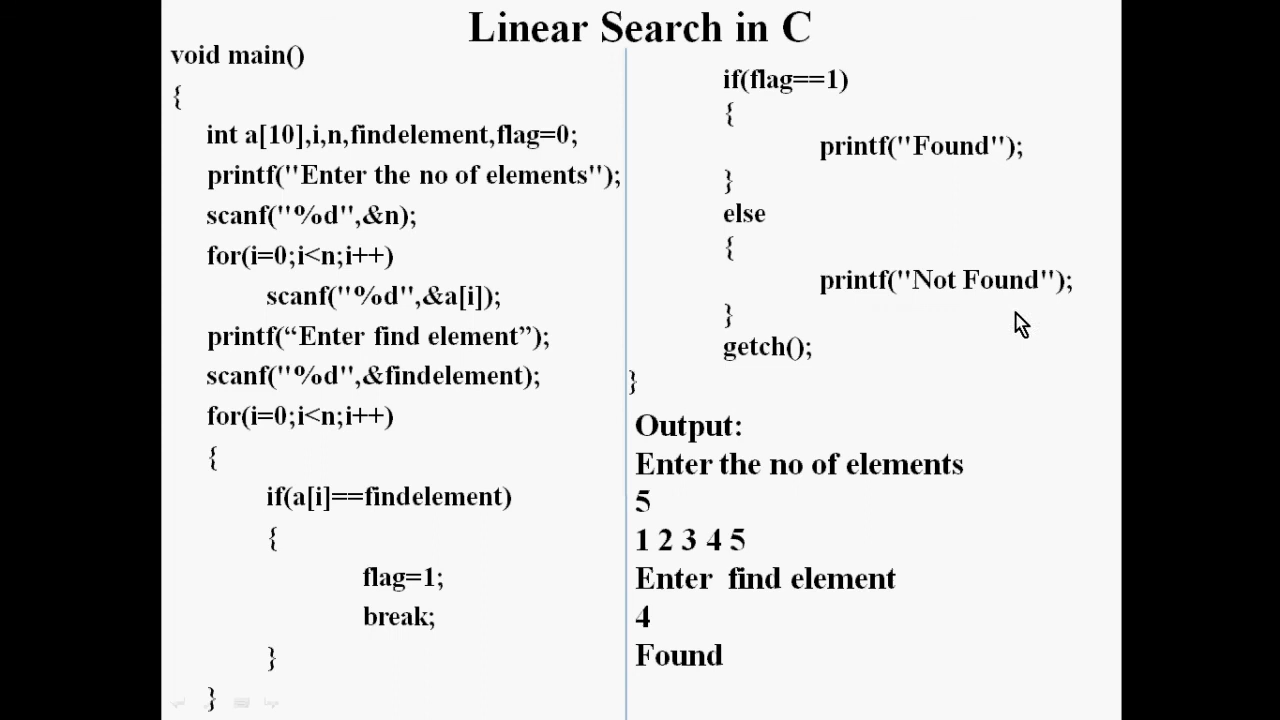 Linear Search in C
void main()
{
int a[10],i,n,findelement,flag=0;
printf("Enter the no of elements");
scanf("%d",&n);
for(i=0;i<n;i++)
scanf("%d",&a[i]);
printf(“Enter find element”);
scanf("%d",&findelement);
for(i=0;i<n;i++)
{
if(a[i]==findelement)
{
flag=1;
break;
}
}
if(flag==1)
{
printf("Found");
}
else
{
printf("Not Found");
}
getch();
}
Output:
Enter the no of elements
5
1 2 3 4 5
Enter find element
4
Found